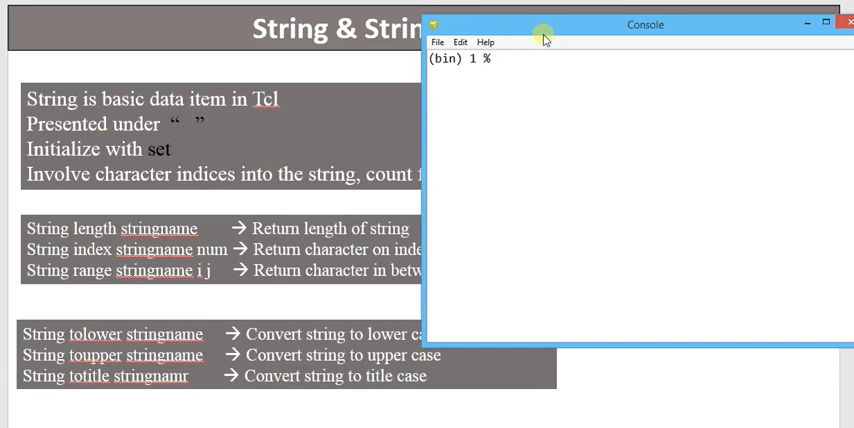 String & Strin
Console
File Edit Help
(bin) 1 %
String is basic data item in Tcl
Presented under “ ”
Initialize with set
Involve character indices into the string, count f
String length stringname → Return length of string
String index stringname num → Return character on inde
String range stringname i j → Return character in betw
String tolower stringname → Convert string to lower ca
String toupper stringname → Convert string to upper case
String totitle stringnamr → Convert string to title case